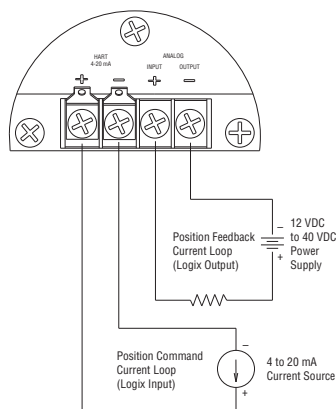 HART
4-20 mA
ANALOG
INPUT OUTPUT
+ − + −
Position Feedback
Current Loop
(Logix Output)
−
+
12 VDC
to 40 VDC
Power
Supply
Position Command
Current Loop
(Logix Input)
−
+
4 to 20 mA
Current Source